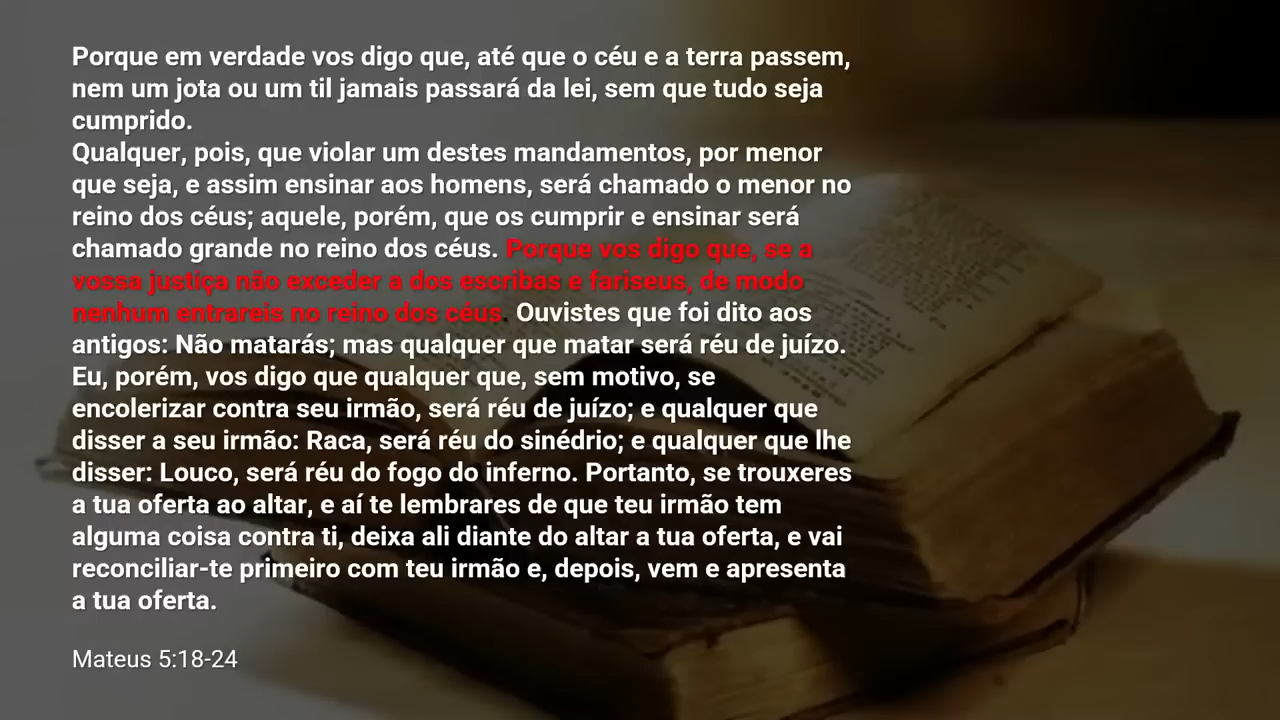 Porque em verdade vos digo que, até que o céu e a terra passem,
nem um jota ou um til jamais passará da lei, sem que tudo seja
cumprido.
Qualquer, pois, que violar um destes mandamentos, por menor
que seja, e assim ensinar aos homens, será chamado o menor no
reino dos céus; aquele, porém, que os cumprir e ensinar será
chamado grande no reino dos céus. Porque vos digo que, se a
vossa justiça não exceder a dos escribas e fariseus, de modo
nenhum entrareis no reino dos céus. Ouvistes que foi dito aos
antigos: Não matarás; mas qualquer que matar será réu de juízo.
Eu, porém, vos digo que qualquer que, sem motivo, se
encolerizar contra seu irmão, será réu de juízo; e qualquer que
disser a seu irmão: Raca, será réu do sinédrio; e qualquer que lhe
disser: Louco, será réu do fogo do inferno. Portanto, se trouxeres
a tua oferta ao altar, e aí te lembrares de que teu irmão tem
alguma coisa contra ti, deixa ali diante do altar a tua oferta, e vai
reconciliar-te primeiro com teu irmão e, depois, vem e apresenta
a tua oferta.
Mateus 5:18-24